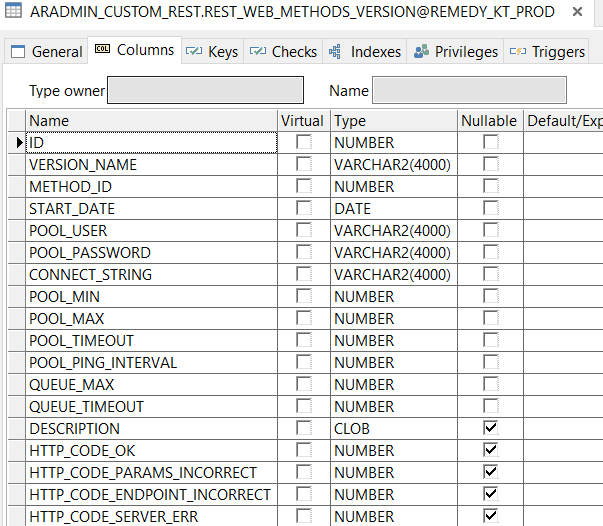 ARADMIN_CUSTOM_REST.REST_WEB_METHODS_VERSION@REMEDY_KT_PROD
General Columns Keys Checks Indexes Privileges Triggers
Type owner Name
Name Virtual Type Nullable Default/Exp
ID NUMBER
VERSION_NAME VARCHAR2(4000)
METHOD_ID NUMBER
START_DATE DATE
POOL_USER VARCHAR2(4000)
POOL_PASSWORD VARCHAR2(4000)
CONNECT_STRING VARCHAR2(4000)
POOL_MIN NUMBER
POOL_MAX NUMBER
POOL_TIMEOUT NUMBER
POOL_PING_INTERVAL NUMBER
QUEUE_MAX NUMBER
QUEUE_TIMEOUT NUMBER
DESCRIPTION CLOB
HTTP_CODE_OK NUMBER
HTTP_CODE_PARAMS_INCORRECT NUMBER
HTTP_CODE_ENDPOINT_INCORRECT NUMBER
HTTP_CODE_SERVER_ERR NUMBER